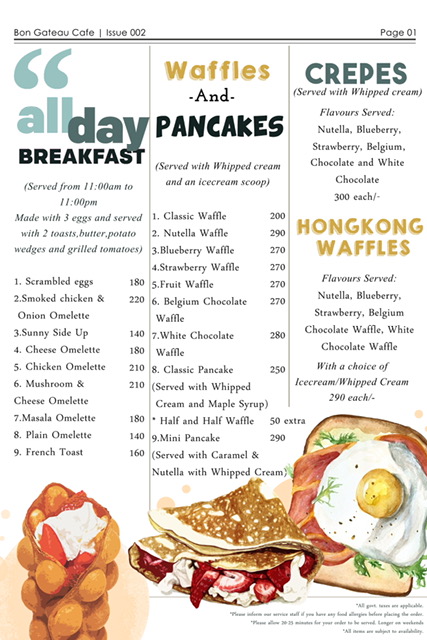 Bon Gateau Cafe | Issue 002
Page 01
“
all
day
BREAKFAST
(Served from 11:00am to
11:00pm
Made with 3 eggs and served
with 2 toasts,butter,potato
wedges and grilled tomatoes)
1. Scrambled eggs 180
2.Smoked chicken & 220
Onion Omelette
3.Sunny Side Up 140
4. Cheese Omelette 180
5. Chicken Omelette 210
6. Mushroom & 210
Cheese Omelette
7.Masala Omelette 180
8. Plain Omelette 140
9. French Toast 160
Waffles
-And-
PANCAKES
(Served with Whipped cream
and an icecream scoop)
1. Classic Waffle 200
2. Nutella Waffle 290
3.Blueberry Waffle 270
4.Strawberry Waffle 270
5.Fruit Waffle 270
6. Belgium Chocolate 270
Waffle
7.White Chocolate 280
Waffle
8. Classic Pancake 250
(Served with Whipped
Cream and Maple Syrup)
* Half and Half Waffle 50 extra
9.Mini Pancake 290
(Served with Caramel &
Nutella with Whipped Cream)
CREPES
(Served with Whipped cream)
Flavours Served:
Nutella, Blueberry,
Strawberry, Belgium,
Chocolate and White
Chocolate
300 each/-
HONGKONG
WAFFLES
Flavours Served:
Nutella, Blueberry,
Strawberry, Belgium
Chocolate Waffle, White
Chocolate Waffle
With a choice of
Icecream/Whipped Cream
290 each/-
*All govt. taxes are applicable.
*Please inform our service staff if you have any food allergies before placing the order.
*Please allow 20-25 minutes for your order to be served. Longer on weekends
*All items are subject to availability.